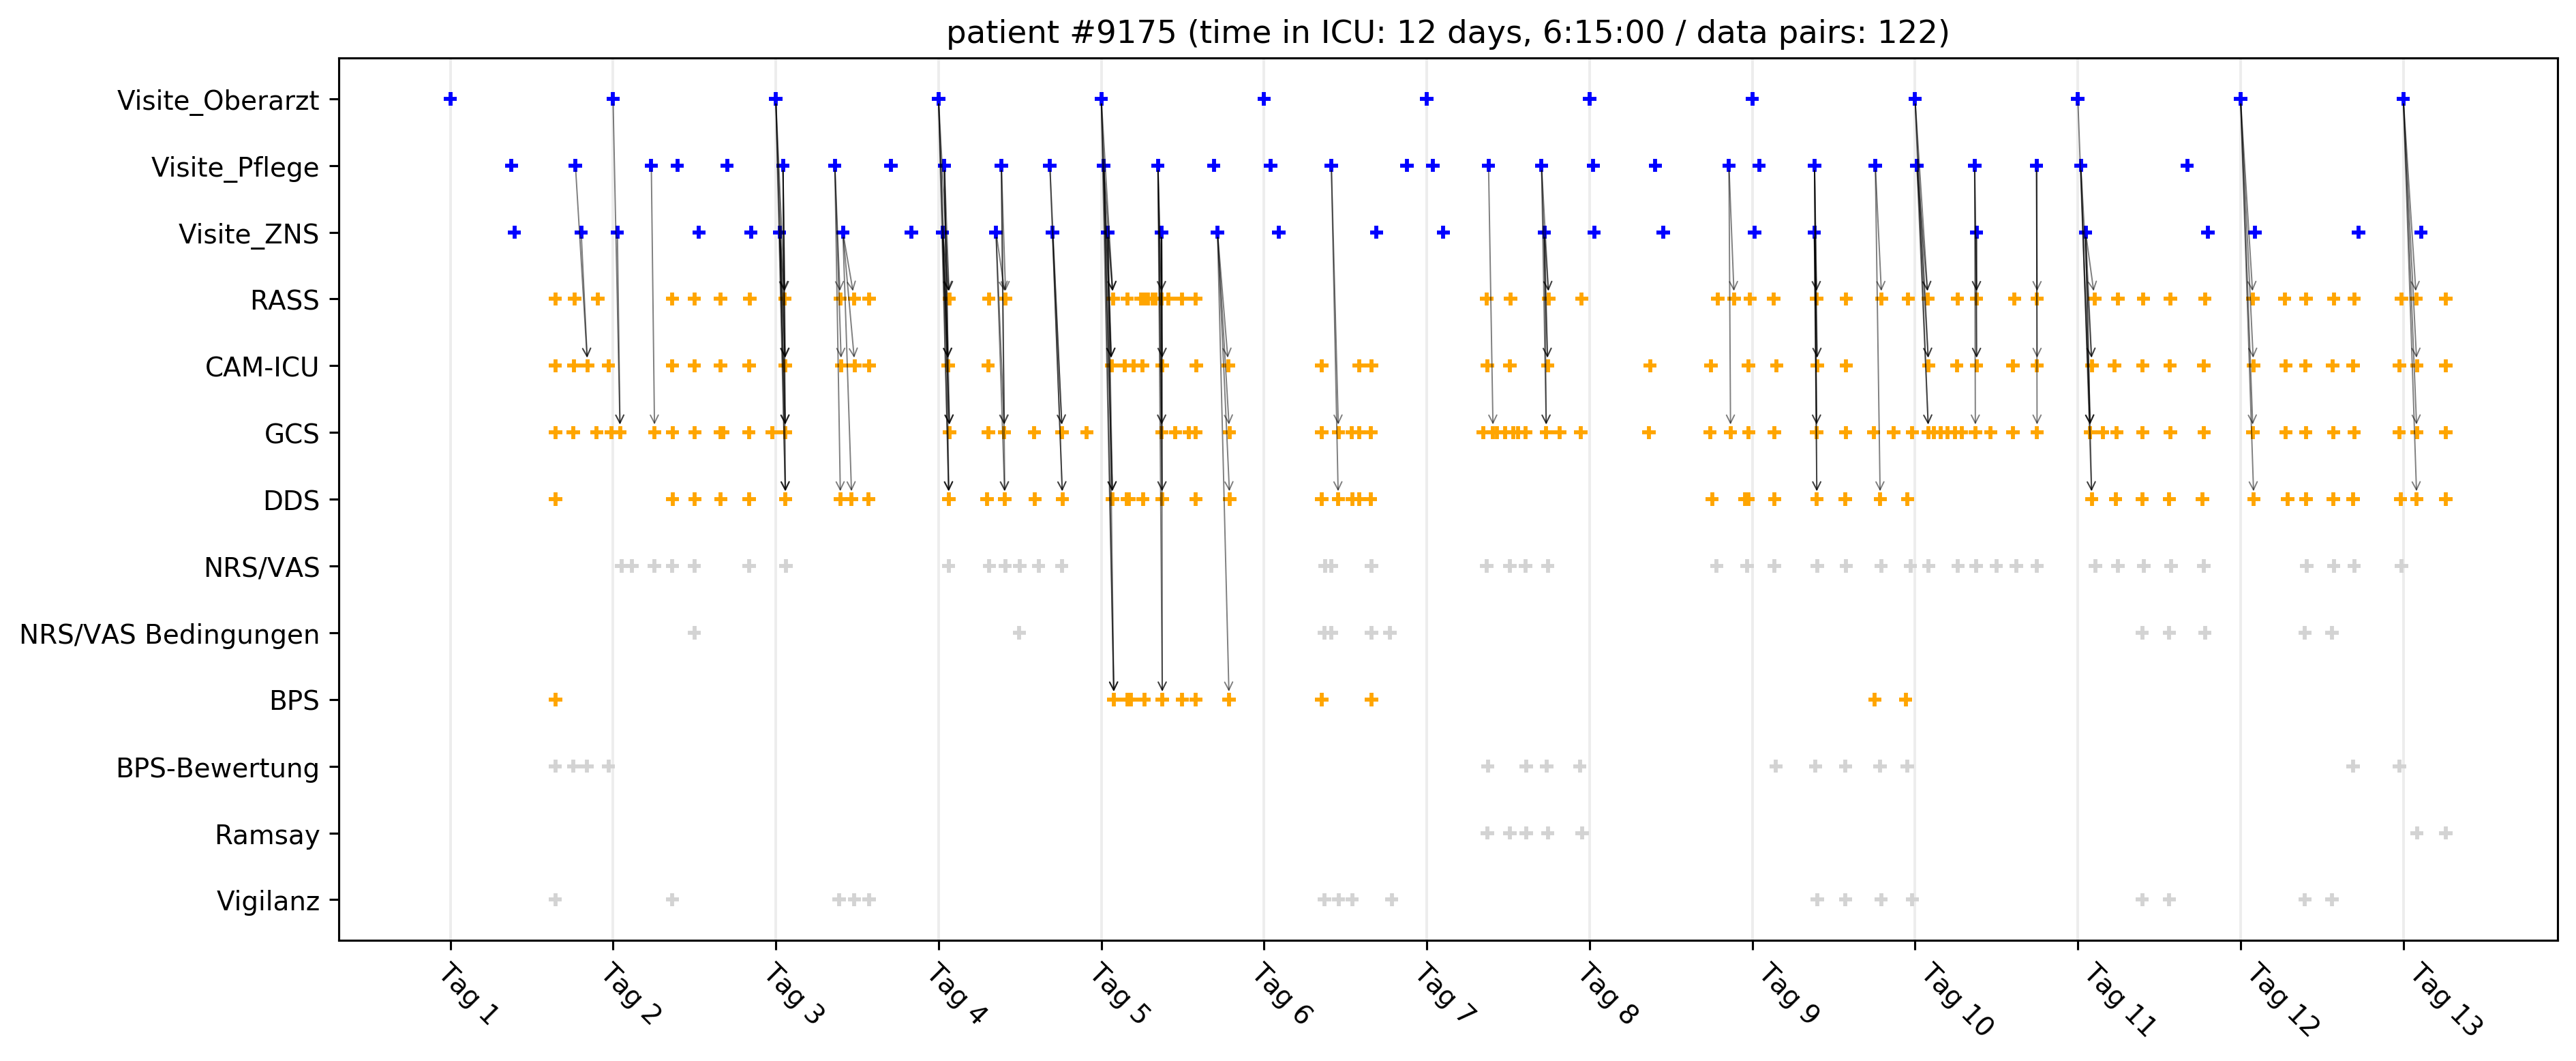 patient #9175 (time in ICU: 12 days, 6:15:00 / data pairs: 122)
Visite_Oberarzt
Visite_Pflege
Visite_ZNS
RASS
CAM-ICU
GCS
DDS
NRS/VAS
NRS/VAS Bedingungen
BPS
BPS-Bewertung
Ramsay
Vigilanz
Tag 1
Tag 2
Tag 3
Tag 4
Tag 5
Tag 6
Tag 7
Tag 8
Tag 9
Tag 10
Tag 11
Tag 12
Tag 13